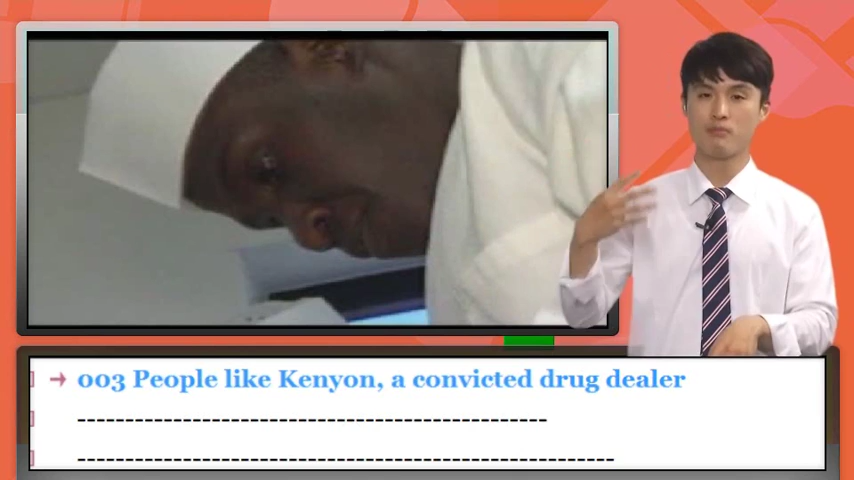 → 003 People like Kenyon, a convicted drug dealer
-------------------------------------------------
--------------------------------------------------------